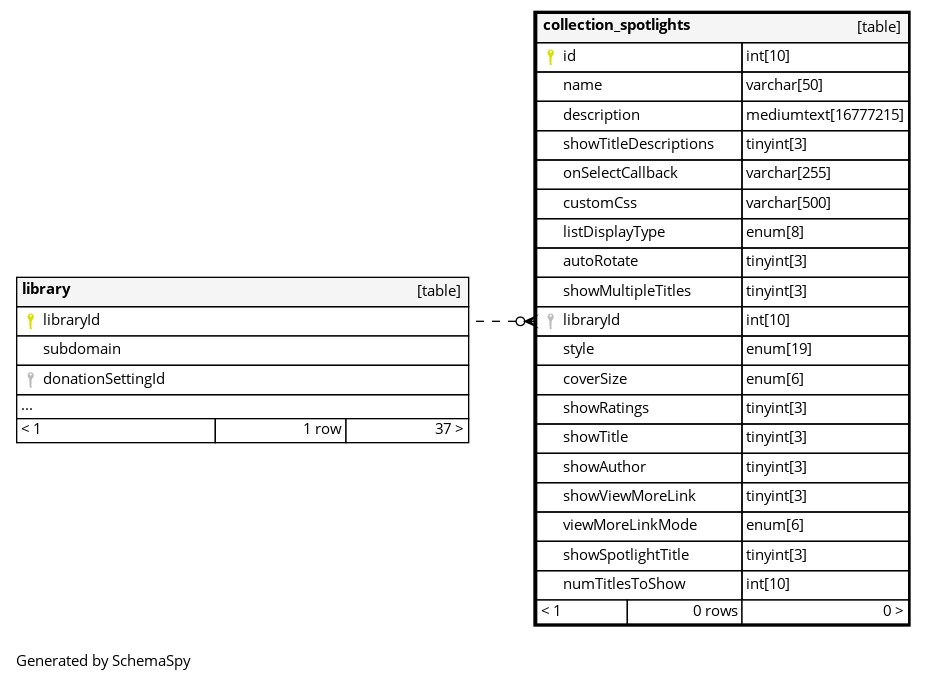 collection_spotlights [table]
id int[10]
name varchar[50]
description mediumtext[16777215]
showTitleDescriptions tinyint[3]
onSelectCallback varchar[255]
customCss varchar[500]
listDisplayType enum[8]
autoRotate tinyint[3]
showMultipleTitles tinyint[3]
libraryId int[10]
style enum[19]
coverSize enum[6]
showRatings tinyint[3]
showTitle tinyint[3]
showAuthor tinyint[3]
showViewMoreLink tinyint[3]
viewMoreLinkMode enum[6]
showSpotlightTitle tinyint[3]
numTitlesToShow int[10]
< 1 0 rows 0 >
library [table]
libraryId
subdomain
donationSettingId
...
< 1 1 row 37 >
Generated by SchemaSpy